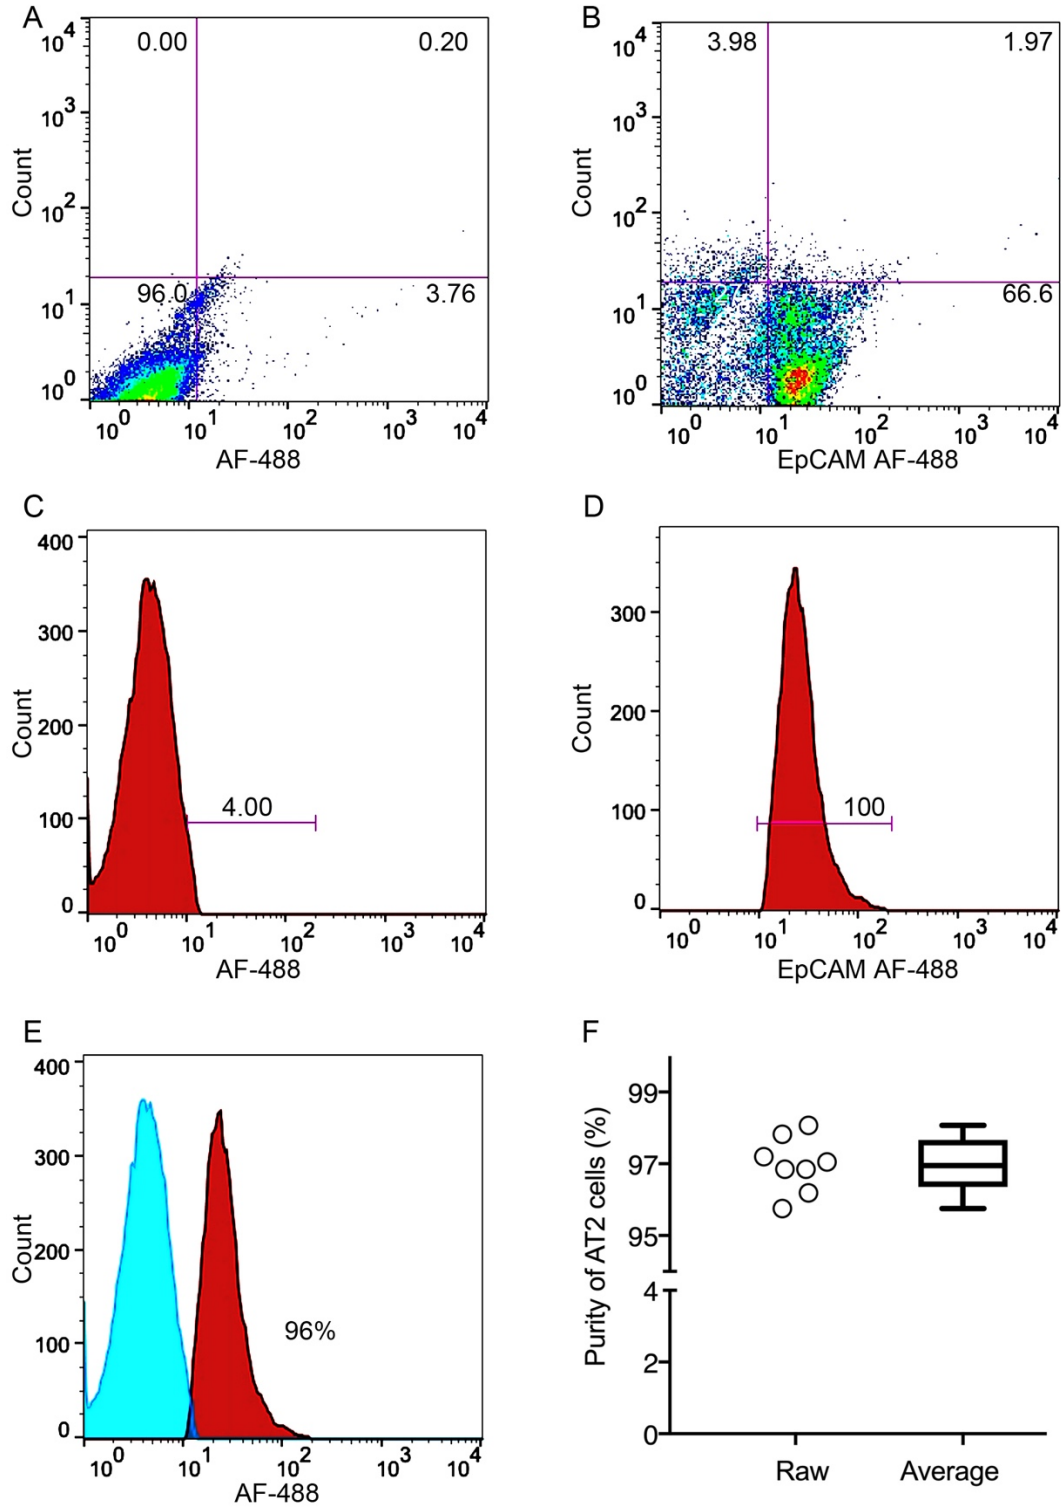 A
10^4
10^3
10^2
10^1
10^0
Count
0.00
0.20
96.0
3.76
10^0 10^1 10^2 10^3 10^4
AF-488
B
10^4
10^3
10^2
10^1
10^0
Count
3.98
1.97
66.6
10^0 10^1 10^2 10^3 10^4
EpCAM AF-488
C
400
300
200
100
0
Count
4.00
10^0 10^1 10^2 10^3 10^4
AF-488
D
300
200
100
0
Count
100
10^0 10^1 10^2 10^3 10^4
EpCAM AF-488
E
400
300
200
100
0
Count
96%
10^0 10^1 10^2 10^3 10^4
AF-488
F
99
97
95
4
2
0
Purity of AT2 cells (%)
Raw Average